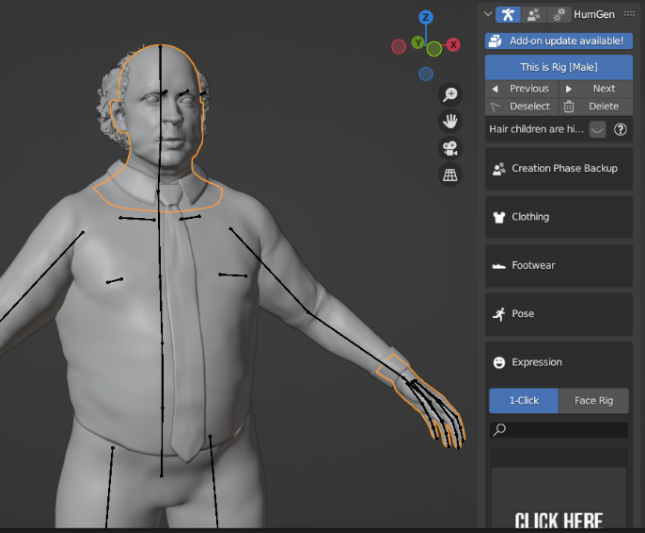 HumGen
Z
Y
X
Add-on update available!
This is Rig [Male]
Previous
Next
Deselect
Delete
Hair children are hi...
?
Creation Phase Backup
Clothing
Footwear
Pose
Expression
1-Click
Face Rig
CLICK HERE